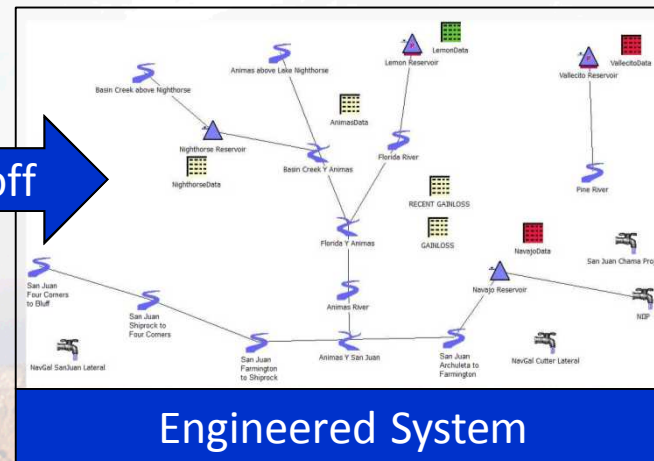 off
Basin Creek above Nighthorse
Animas above Lake Nighthorse
Lemon Reservoir
LemonData
Vallecito Reservoir
VallecitoData
Nighthorse Reservoir
NighthorseData
AnimasData
Basin Creek Y Animas
Florida River
RECENT GAINLOSS
GAINLOSS
Pine River
Florida Y Animas
NavajoData
Navajo Reservoir
San Juan Chama Proj
NIIP
San Juan
Four Corners
to Bluff
San Juan
Shiprock to
Four Corners
Animas River
NavGal SanJuan Lateral
San Juan
Farmington
to Shiprock
Animas Y San Juan
San Juan
Archuleta to
Farmington
NavGal Cutter Lateral
Engineered System